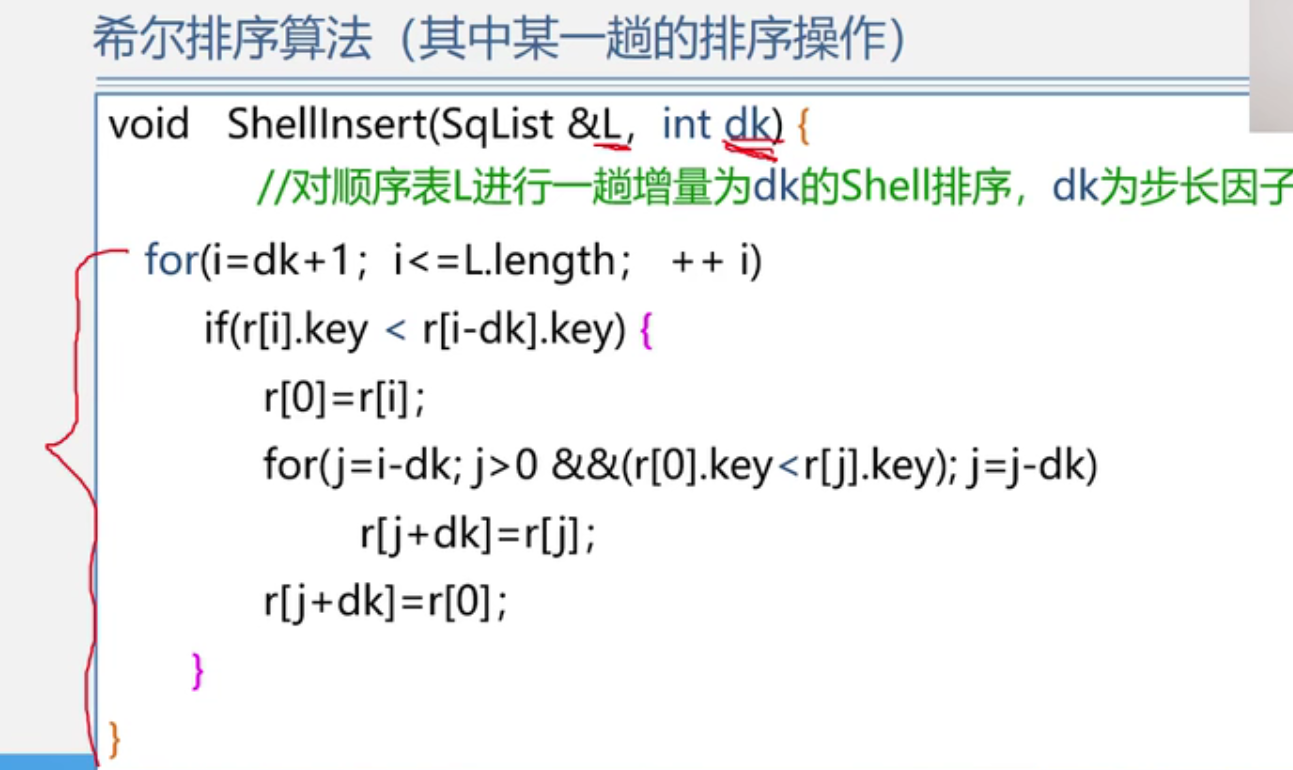 希尔排序算法（其中某一趟的排序操作）
void ShellInsert(SqList &L, int dk) {
//对顺序表L进行一趟增量为dk的Shell排序，dk为步长因子
for(i=dk+1; i<=L.length; ++ i)
if(r[i].key < r[i-dk].key) {
r[0]=r[i];
for(j=i-dk; j>0 &&(r[0].key<r[j].key); j=j-dk)
r[j+dk]=r[j];
r[j+dk]=r[0];
}
}